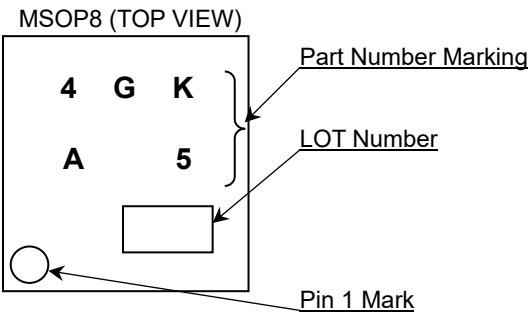 MSOP8 (TOP VIEW)
Part Number Marking
4 G K
LOT Number
A 5
Pin 1 Mark